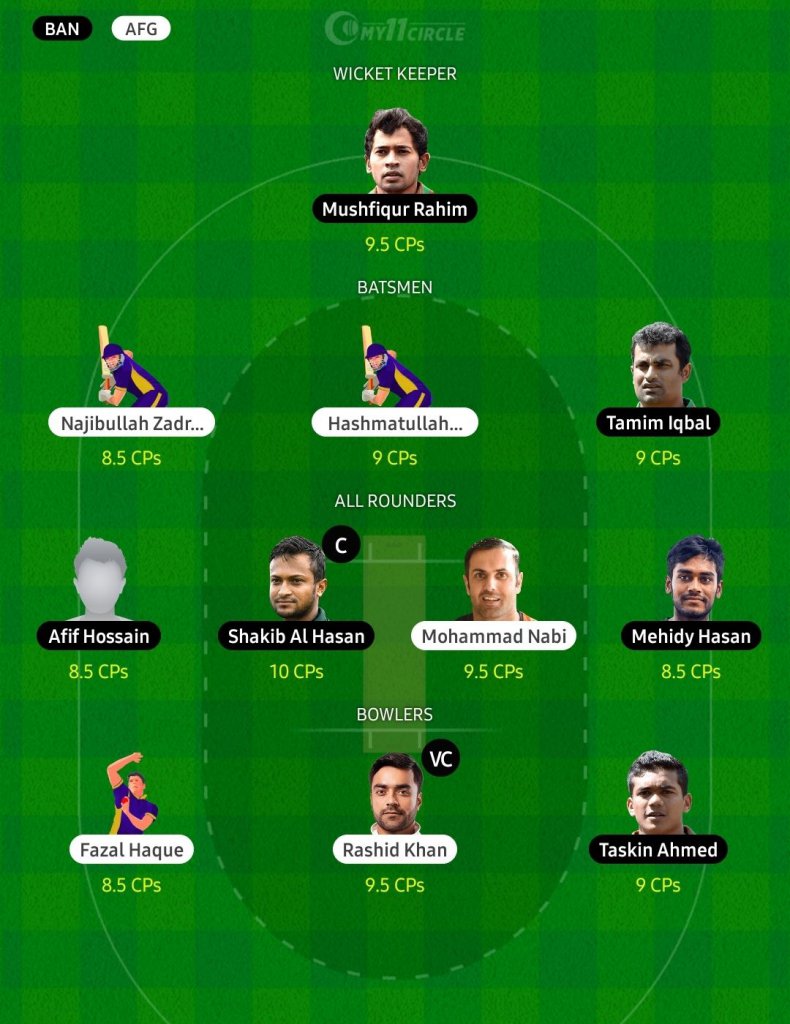 BAN AFG
MY11CIRCLE
WICKET KEEPER
Mushfiqur Rahim
9.5 CPs
BATSMEN
Najibullah Zadr... Hashmatullah... Tamim Iqbal
8.5 CPs 9 CPs 9 CPs
ALL ROUNDERS
C
Afif Hossain Shakib Al Hasan Mohammad Nabi Mehidy Hasan
8.5 CPs 10 CPs 9.5 CPs 8.5 CPs
BOWLERS
VC
Fazal Haque Rashid Khan Taskin Ahmed
8.5 CPs 9.5 CPs 9 CPs